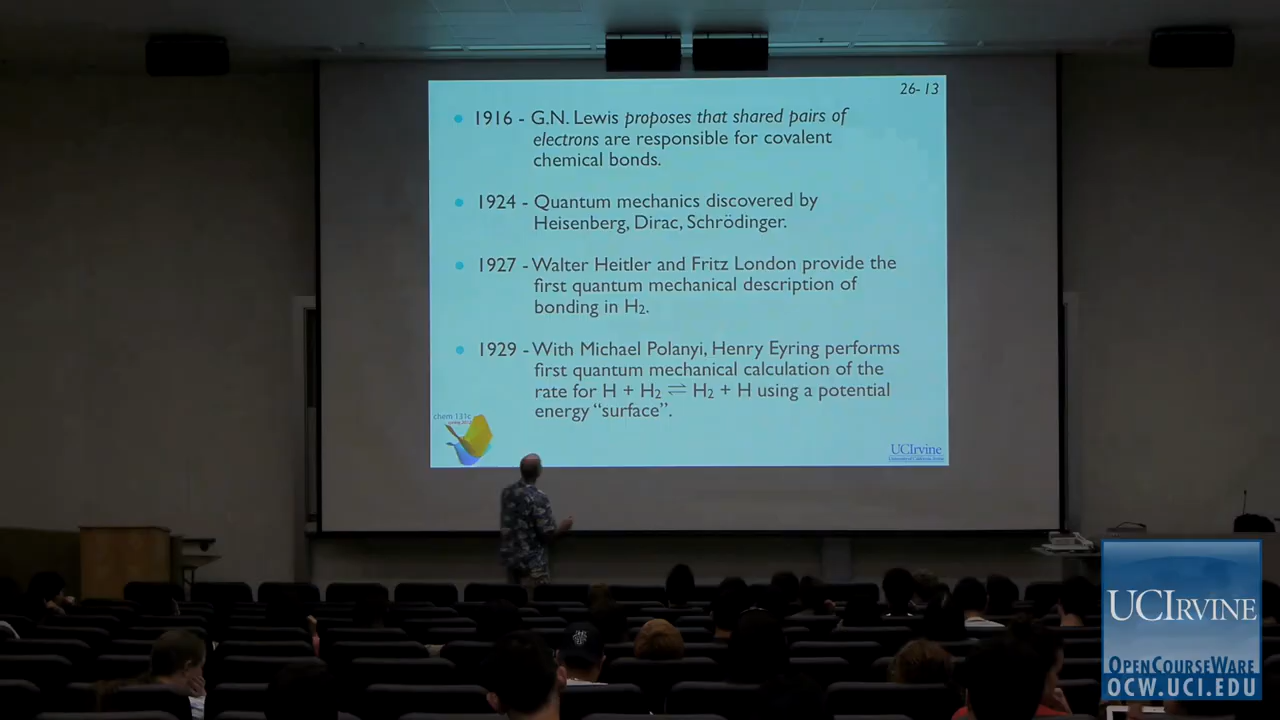 26- 13
• 1916 - G.N. Lewis proposes that shared pairs of
electrons are responsible for covalent
chemical bonds.
• 1924 - Quantum mechanics discovered by
Heisenberg, Dirac, Schrödinger.
• 1927 - Walter Heitler and Fritz London provide the
first quantum mechanical description of
bonding in H₂.
• 1929 - With Michael Polanyi, Henry Eyring performs
first quantum mechanical calculation of the
rate for H + H₂ ⇌ H₂ + H using a potential
energy “surface”.
chem 131c
UCIrvine
UCIRVINE
OPENCOURSEWARE
OCW.UCI.EDU